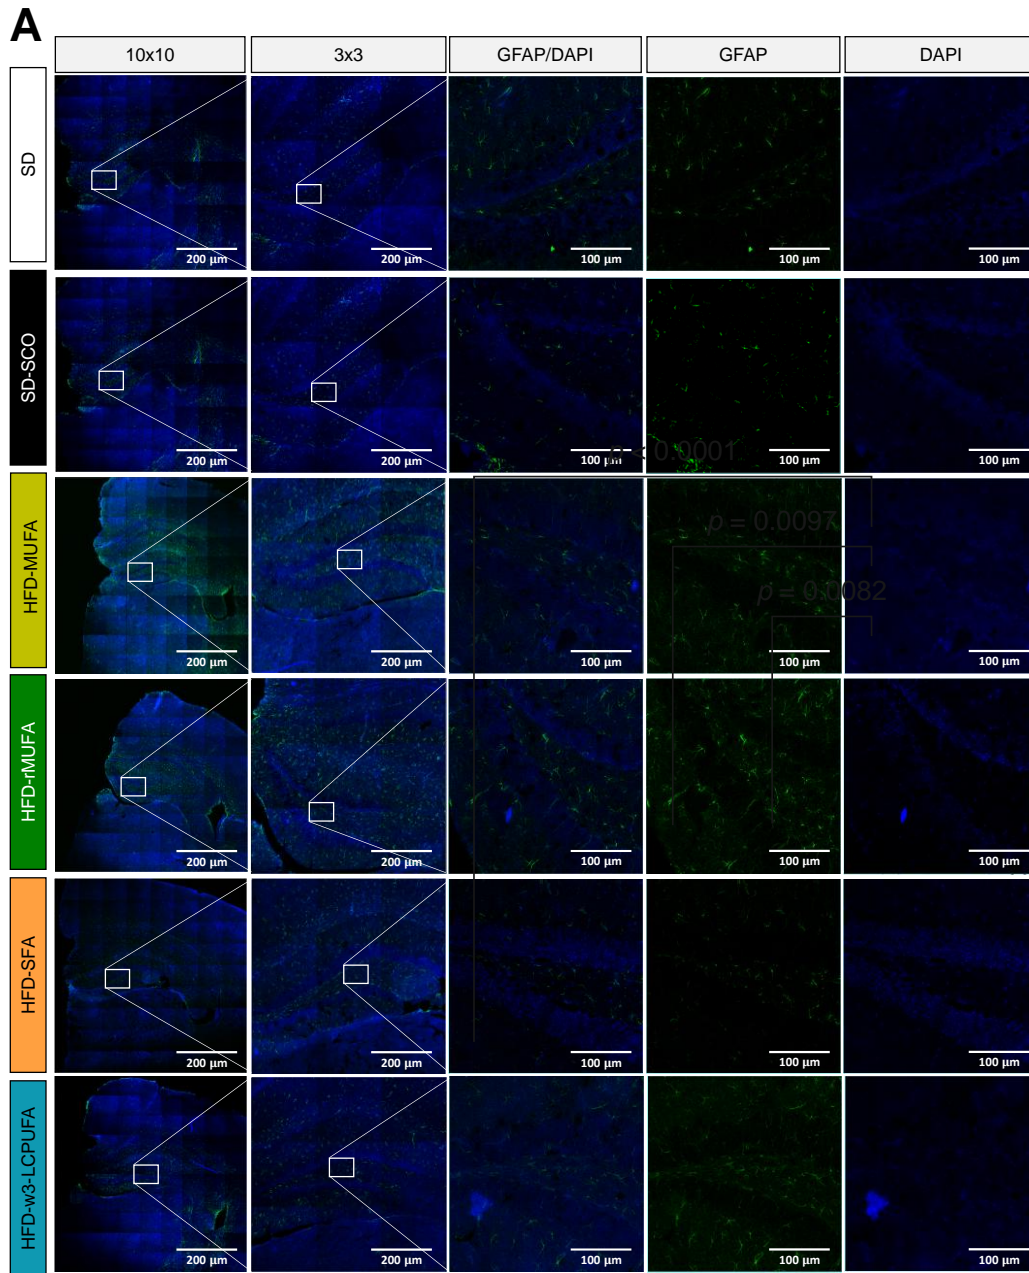 A
10x10 3x3 GFAP/DAPI GFAP DAPI
SD
200 µm 200 µm 100 µm 100 µm 100 µm
SD-SCO
200 µm 200 µm 100 µm 100 µm 100 µm
p < 0.0001
HFD-MUFA
p = 0.0097
p = 0.0082
200 µm 200 µm 100 µm 100 µm 100 µm
HFD-rMUFA
200 µm 200 µm 100 µm 100 µm 100 µm
HFD-SFA
200 µm 200 µm 100 µm 100 µm 100 µm
HFD-w3-LCPUFA
200 µm 200 µm 100 µm 100 µm 100 µm